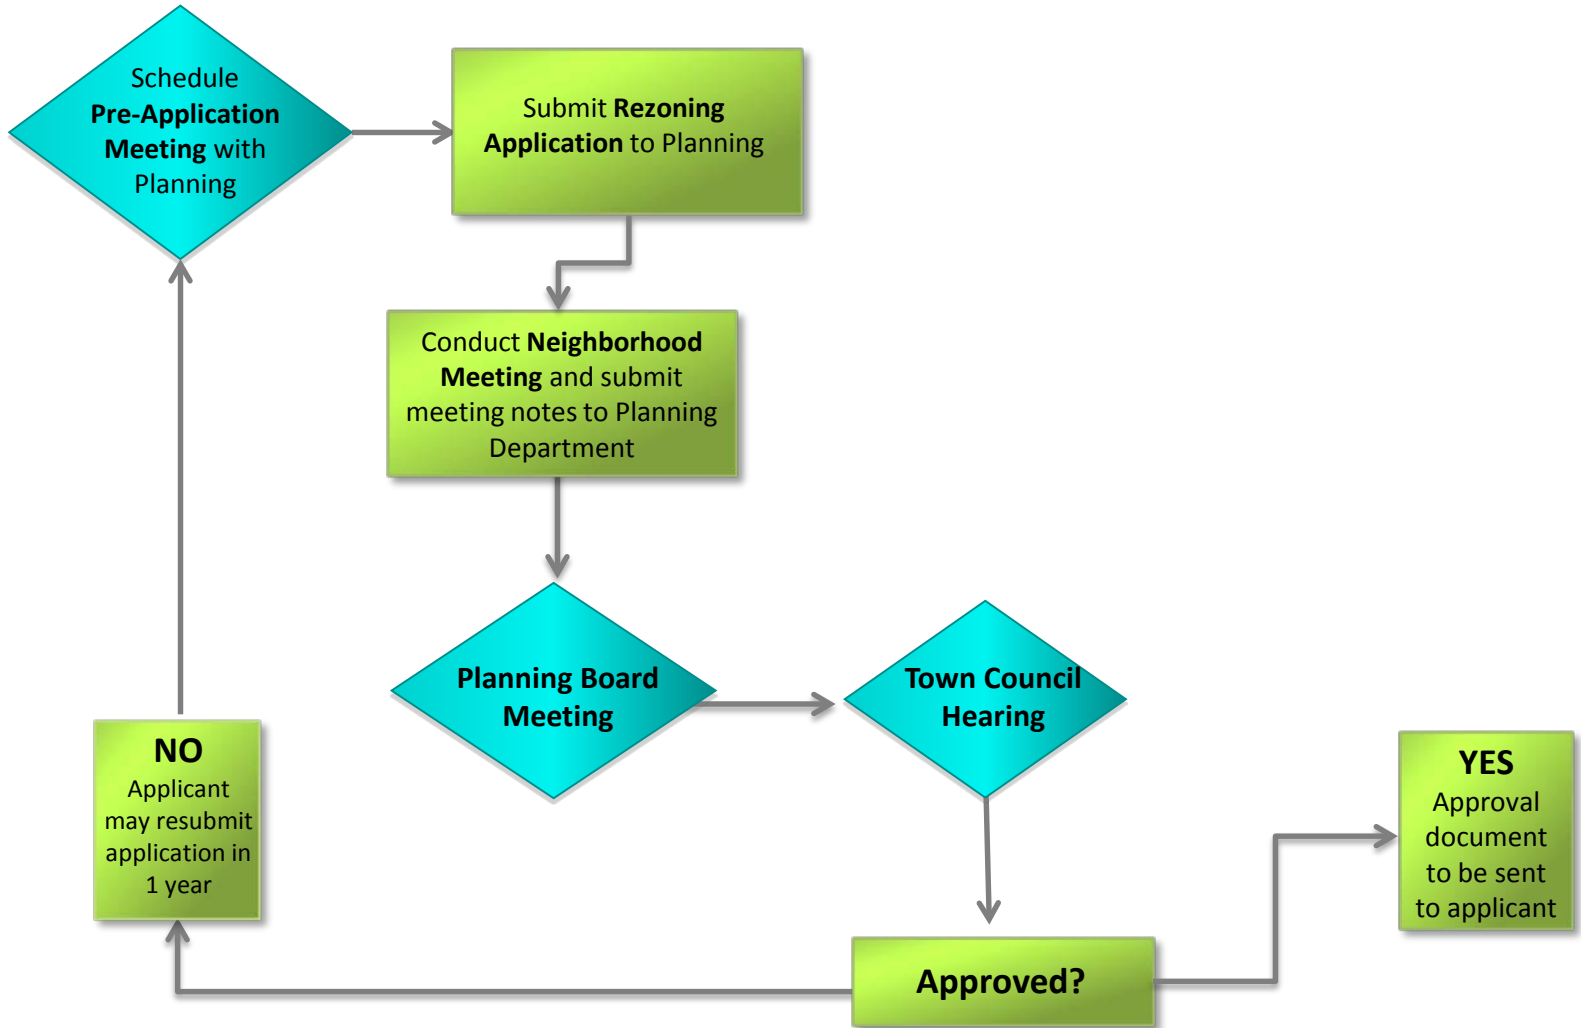 Schedule
Pre-Application
Meeting with
Planning
Submit Rezoning
Application to Planning
Conduct Neighborhood
Meeting and submit
meeting notes to Planning
Department
Planning Board
Meeting
Town Council
Hearing
NO
Applicant
may resubmit
application in
1 year
YES
Approval
document
to be sent
to applicant
Approved?